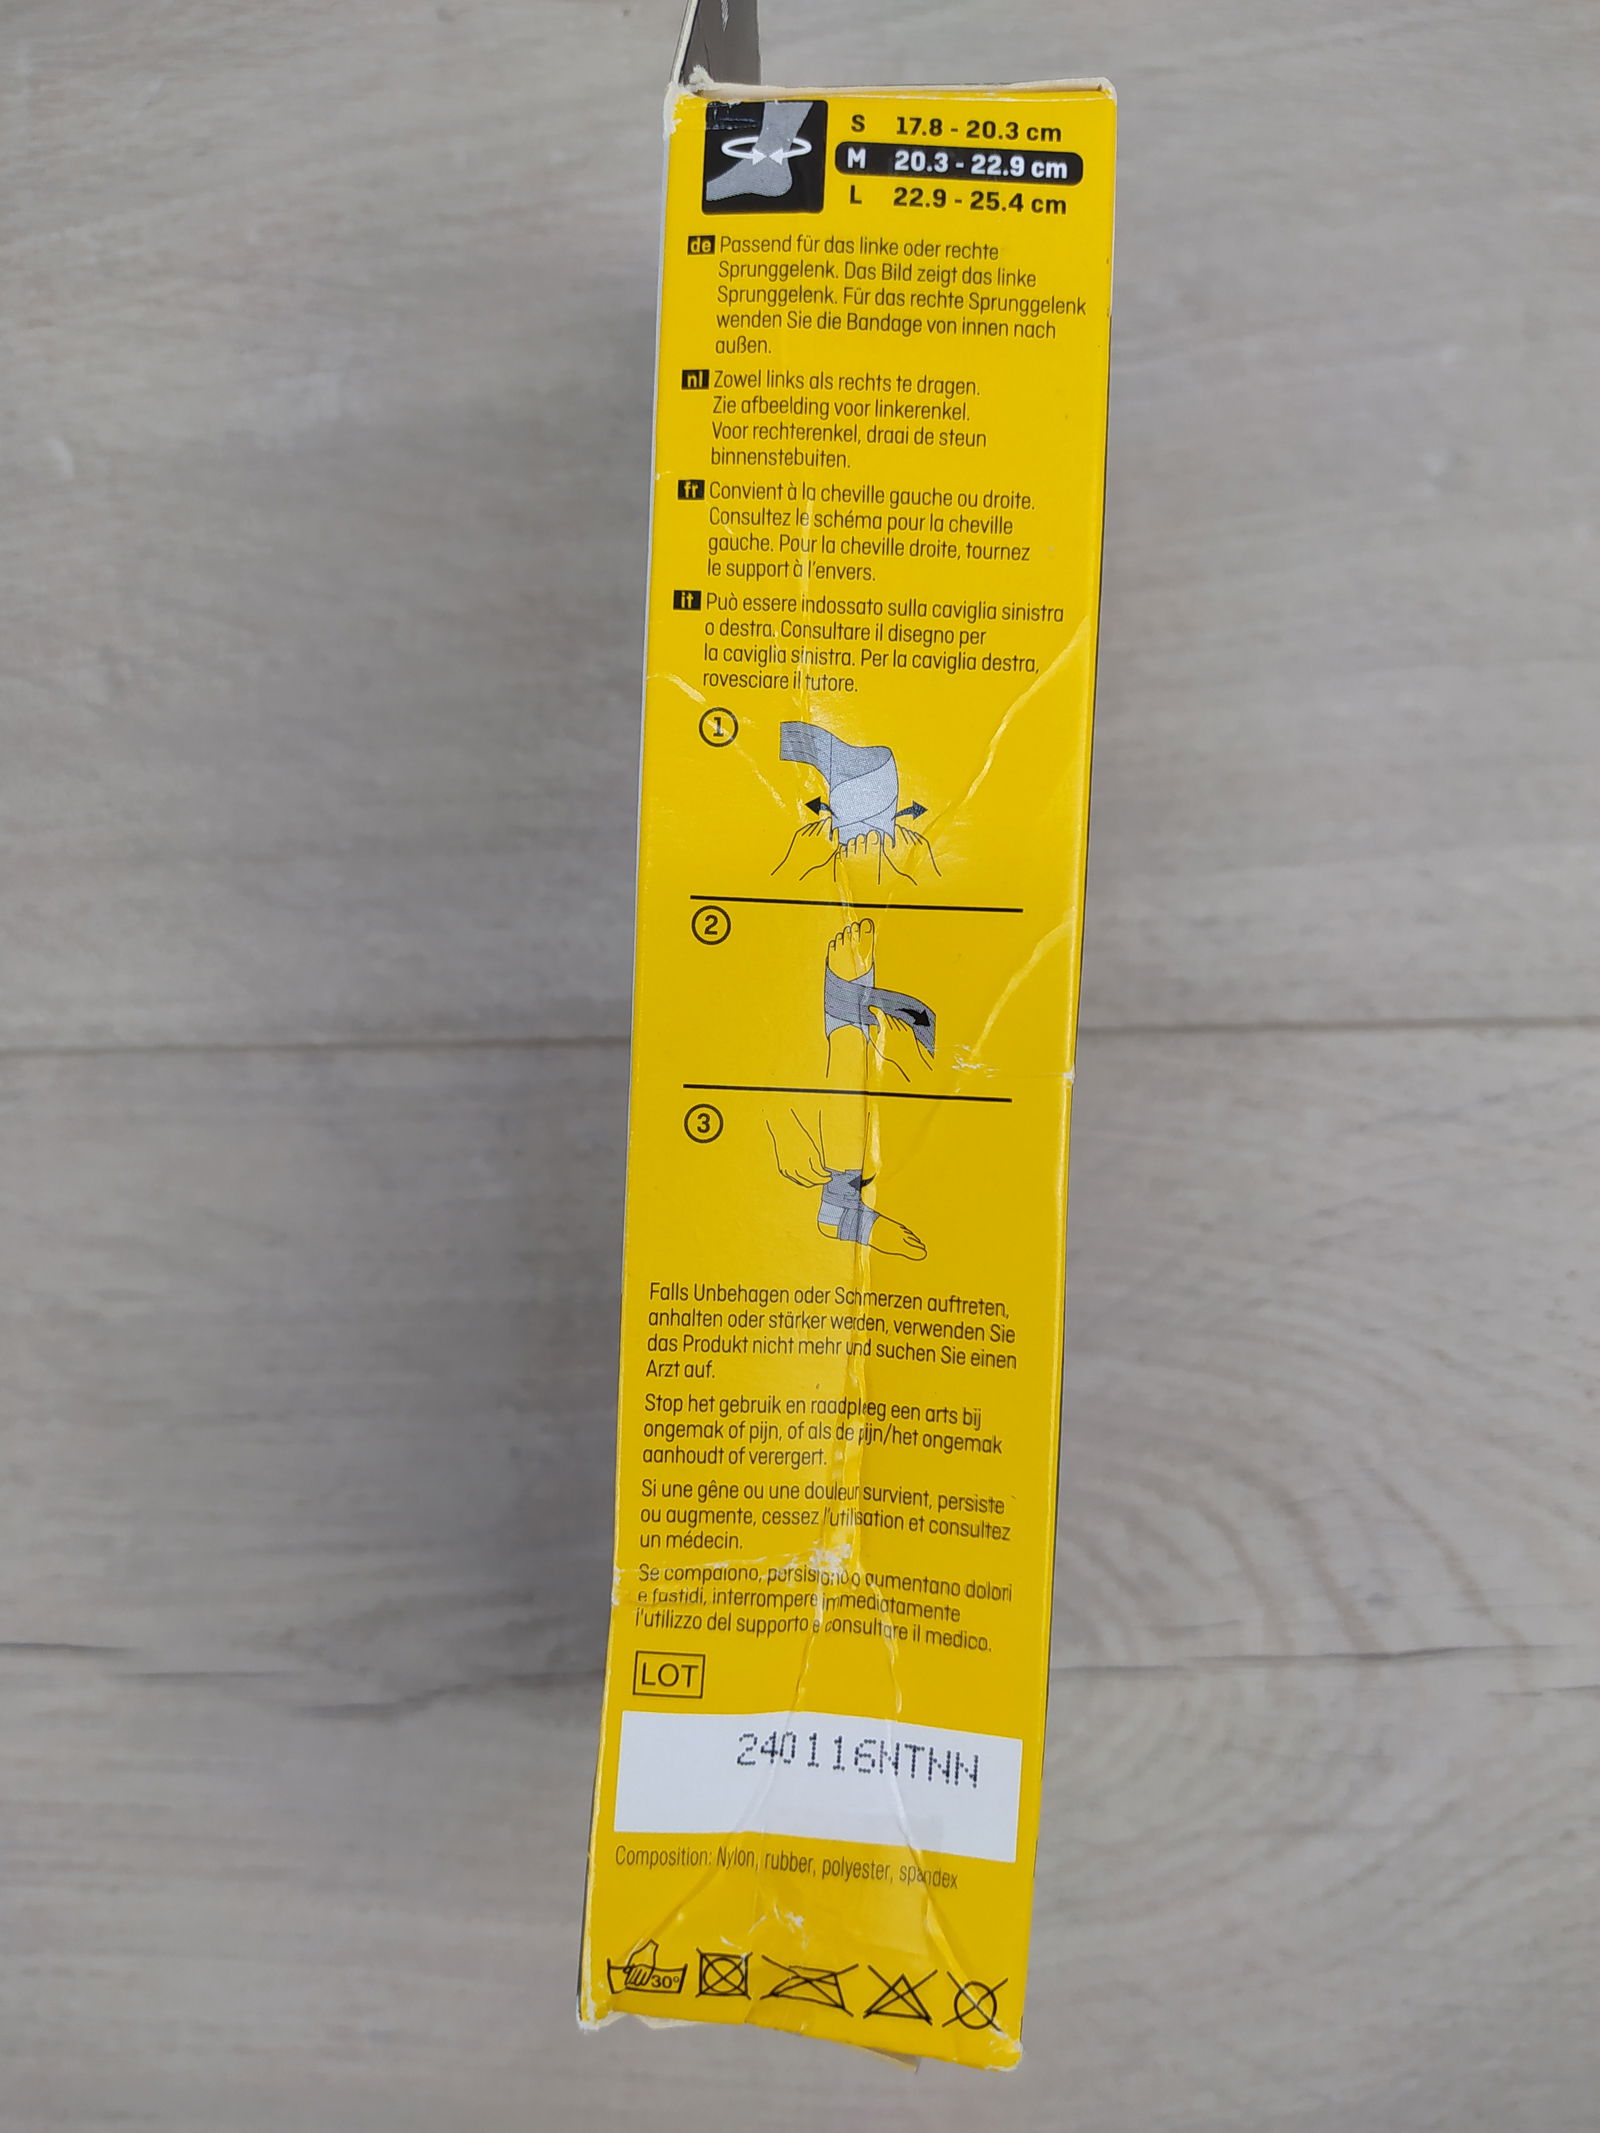 S 17.8 - 20.3 cm
M 20.3 - 22.9 cm
L 22.9 - 25.4 cm
de Passend für das linke oder rechte
Sprunggelenk. Das Bild zeigt das linke
Sprunggelenk. Für das rechte Sprunggelenk
wenden Sie die Bandage von innen nach
außen.
nl Zowel links als rechts te dragen.
Zie afbeelding voor linkerenkel.
Voor rechterenkel, draai de steun
binnenstebuiten.
fr Convient à la cheville gauche ou droite.
Consultez le schéma pour la cheville
gauche. Pour la cheville droite, tournez
le support à l'envers.
it Può essere indossato sulla caviglia sinistra
o destra. Consultare il disegno per
la caviglia sinistra. Per la caviglia destra,
rovesciare il tutore.
1
2
3
Falls Unbehagen oder Schmerzen auftreten,
anhalten oder stärker werden, verwenden Sie
das Produkt nicht mehr und suchen Sie einen
Arzt auf.
Stop het gebruik en raadpleeg een arts bij
ongemak of pijn, of als de pijn/het ongemak
aanhoudt of verergert.
Si une gêne ou une douleur survient, persiste
ou augmente, cessez l'utilisation et consultez
un médecin.
Se compaiono, persistono o aumentano dolori
e fastidi, interrompere immediatamente
l'utilizzo del supporto e consultare il medico.
LOT
240116NTNN
Composition: Nylon, rubber, polyester, spandex
30°